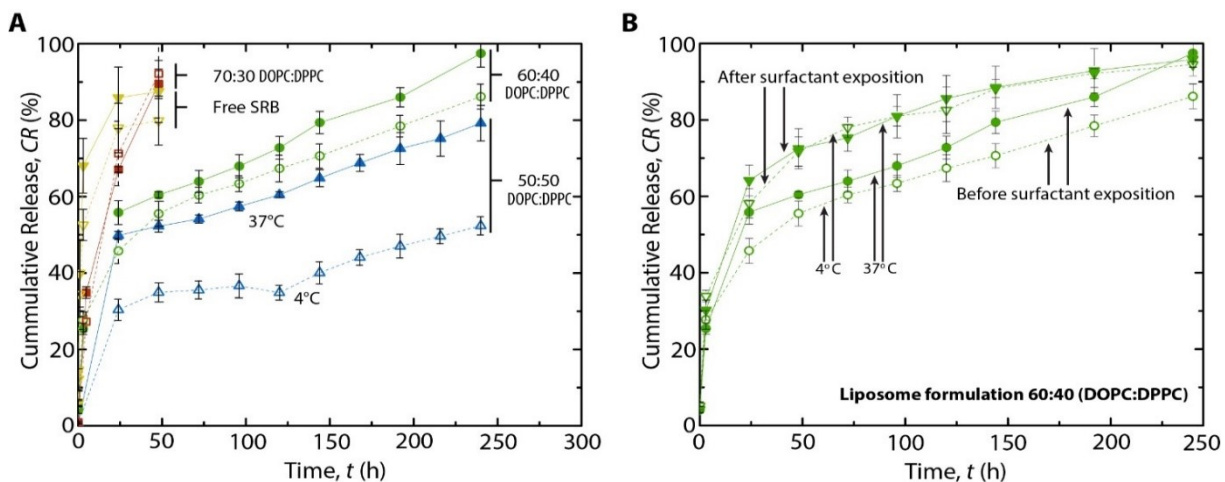 A
Cummulative Release, CR (%)
100
80
60
40
20
0
0 50 100 150 200 250 300
Time, t (h)
70:30 DOPC:DPPC
Free SRB
60:40
DOPC:DPPC
50:50
DOPC:DPPC
37°C
4°C
B
Cummulative Release, CR (%)
100
80
60
40
20
0
0 50 100 150 200 250
Time, t (h)
After surfactant exposition
Before surfactant exposition
4°C 37°C
Liposome formulation 60:40 (DOPC:DPPC)